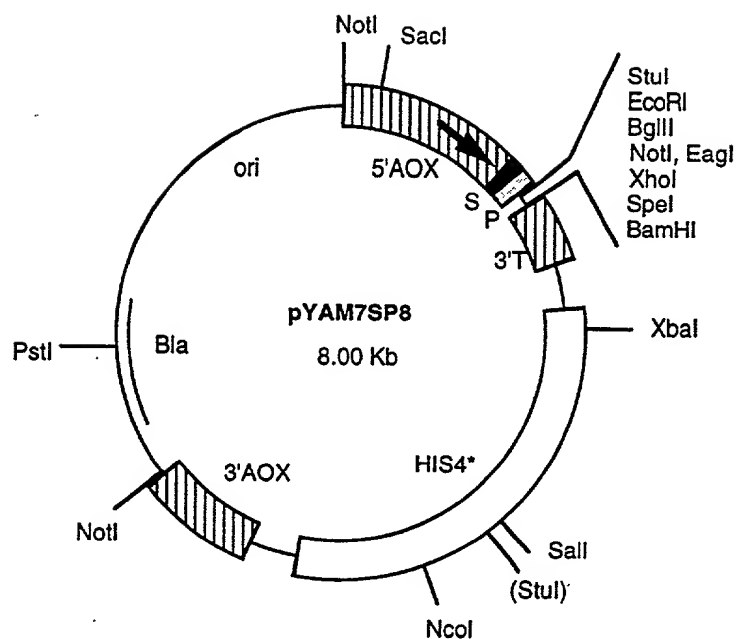 NotI
SacI
StuI
EcoRI
BglII
NotI, EagI
XhoI
SpeI
BamHI
ori
5'AOX
S
P
3'T
pYAM7SP8
8.00 Kb
XbaI
PstI
Bla
HIS4*
3'AOX
NotI
SalI
(StuI)
NcoI